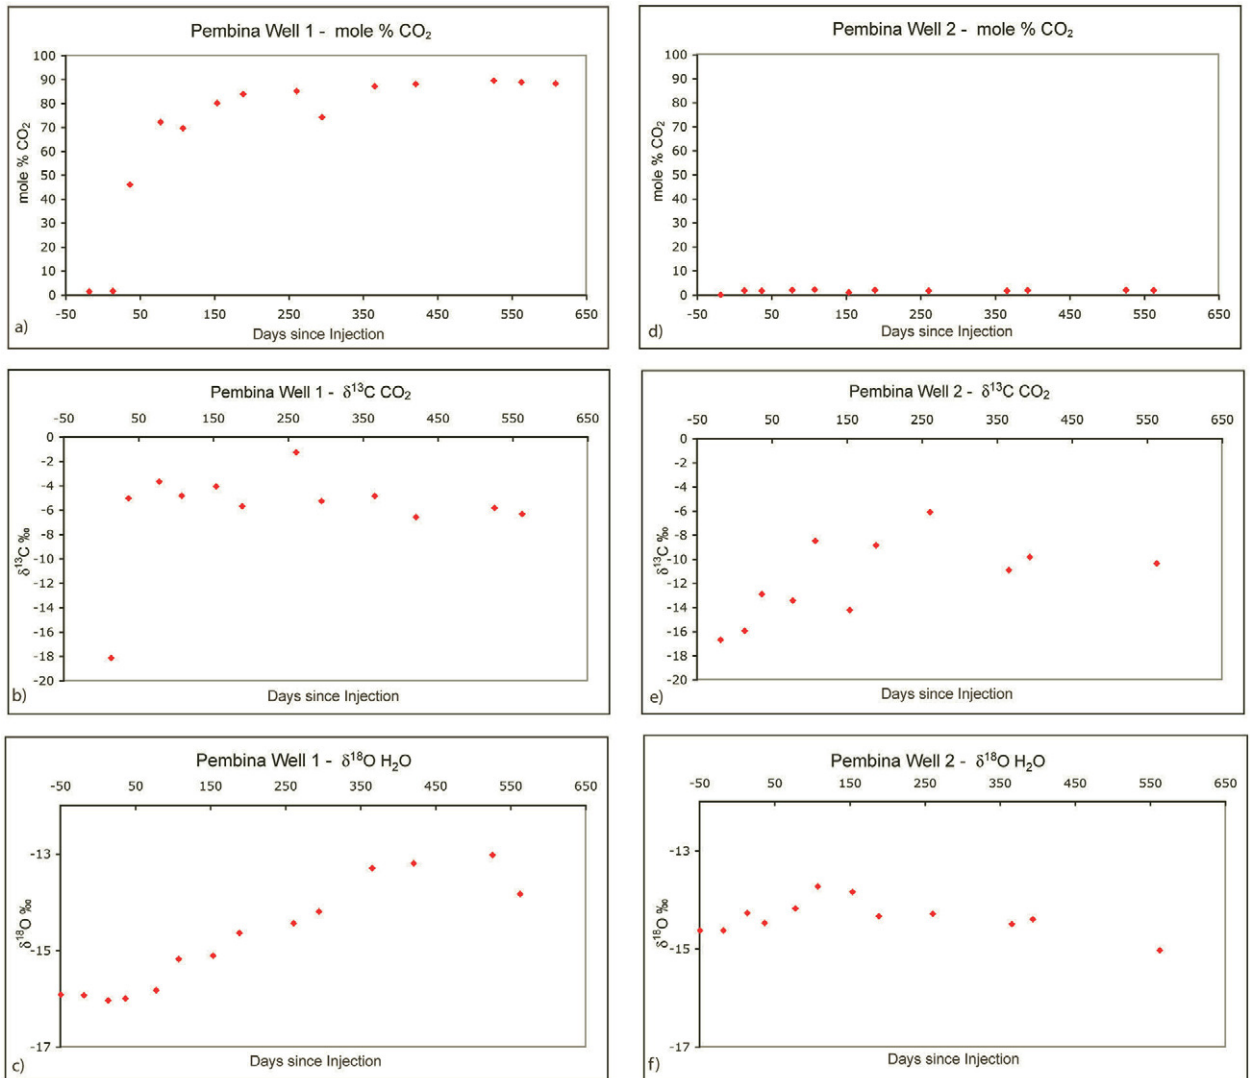 Pembina Well 1 - mole % CO₂
100
90
80
70
60
50
40
30
20
10
0
mole % CO₂
-50 50 150 250 350 450 550 650
Days since Injection
a)
Pembina Well 2 - mole % CO₂
100
90
80
70
60
50
40
30
20
10
0
mole % CO₂
-50 50 150 250 350 450 550 650
Days since Injection
d)
Pembina Well 1 - δ¹³C CO₂
-50 50 150 250 350 450 550 650
0
-2
-4
-6
-8
-10
-12
-14
-16
-18
-20
δ¹³C ‰
Days since Injection
b)
Pembina Well 2 - δ¹³C CO₂
-50 50 150 250 350 450 550 650
0
-2
-4
-6
-8
-10
-12
-14
-16
-18
-20
δ¹³C ‰
Days since Injection
e)
Pembina Well 1 - δ¹⁸O H₂O
-50 50 150 250 350 450 550 650
-13
-15
-17
δ¹⁸O ‰
Days since Injection
c)
Pembina Well 2 - δ¹⁸O H₂O
-50 50 150 250 350 450 550 650
-13
-15
-17
δ¹⁸O ‰
Days since Injection
f)